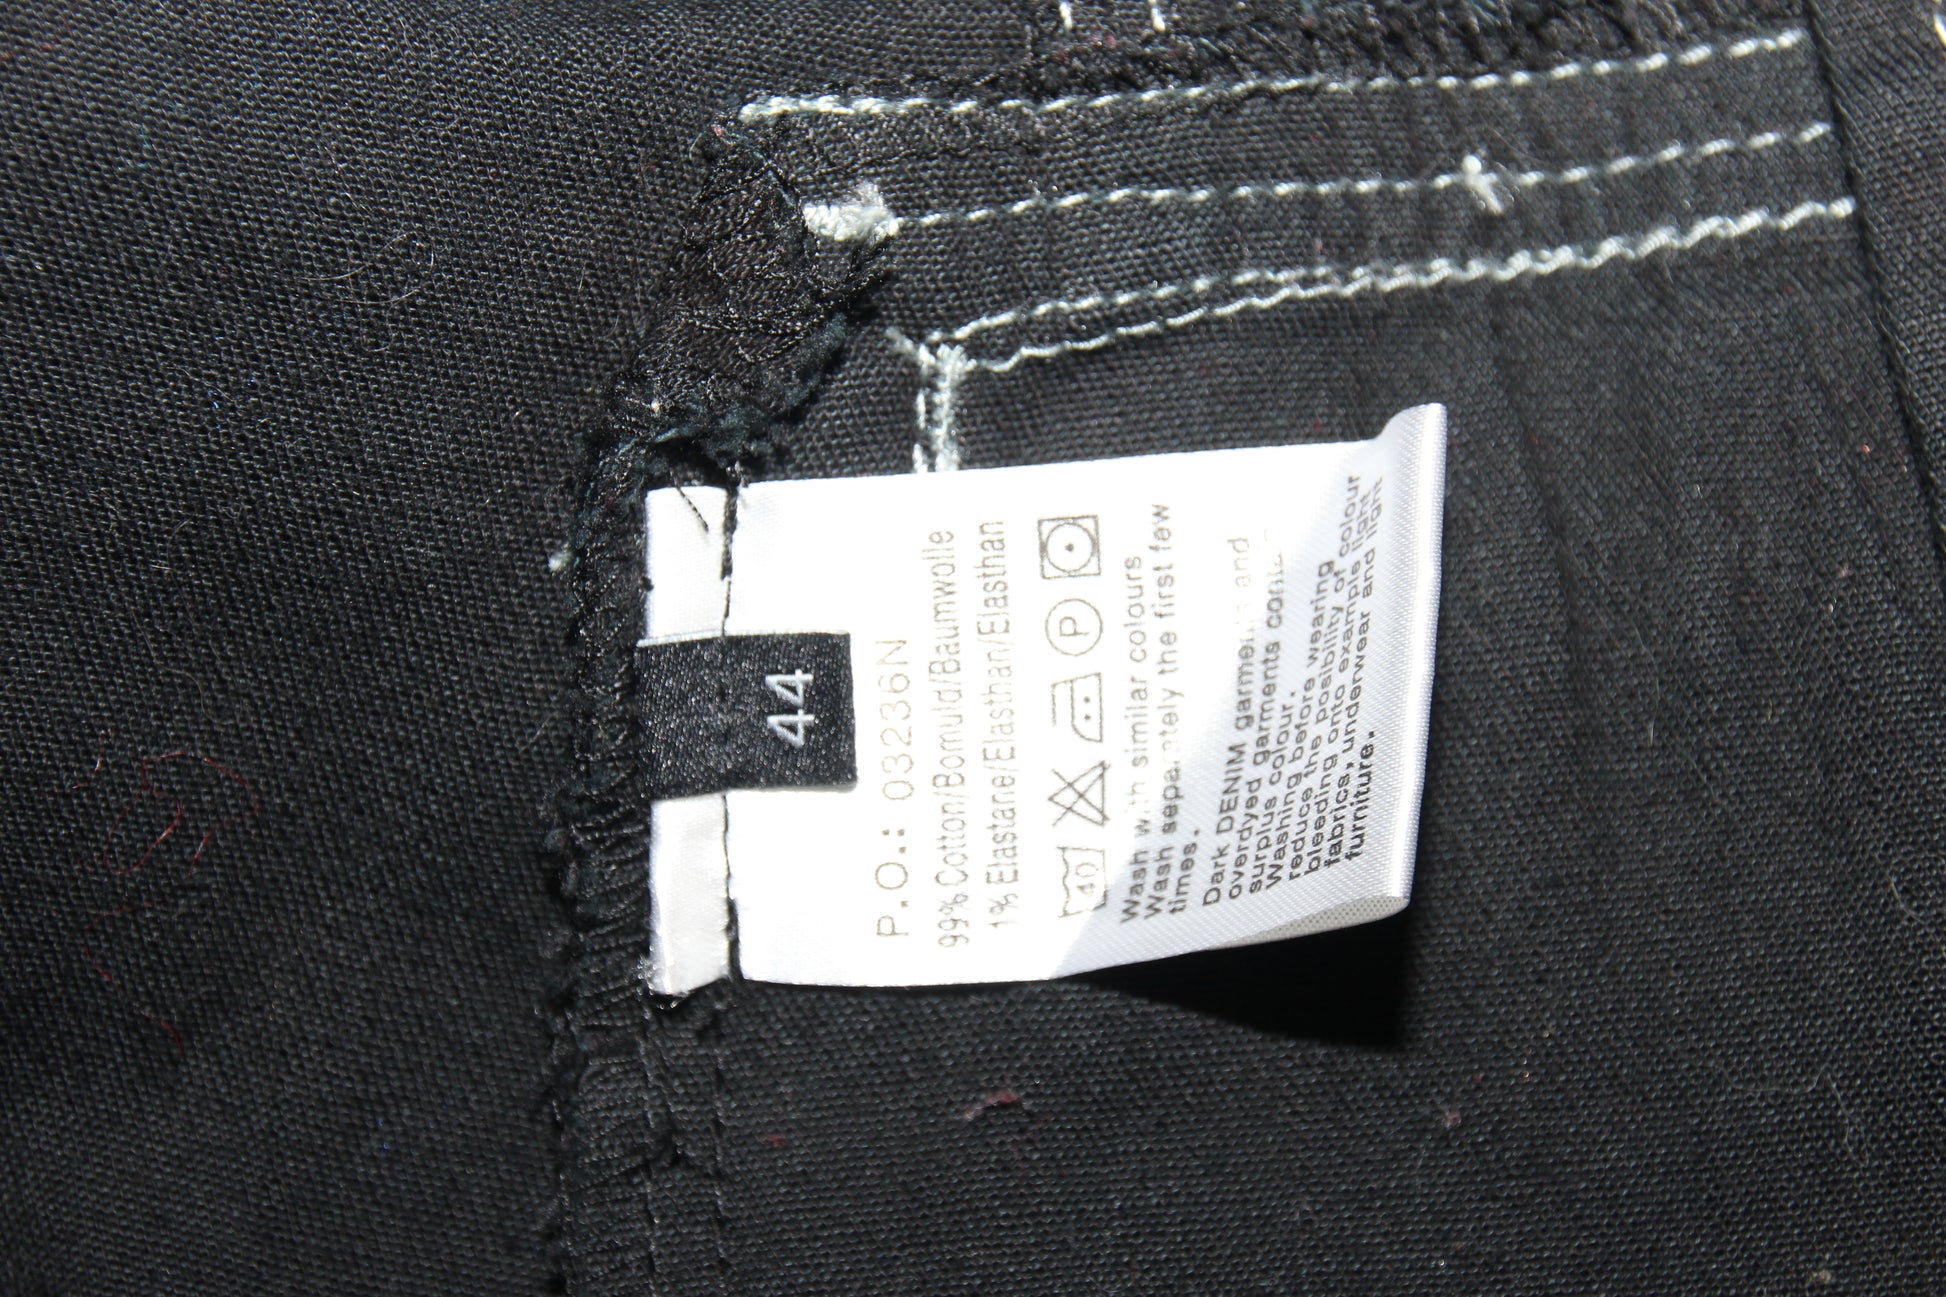 44
P.O.: 03236N
99% Cotton/Bomuld/Baumwolle
1% Elastane/Elasthan/Elasthan
40 P
Wash with similar colours
Wash separately the first few
times.
Dark DENIM garments and
overdyed garments contain
surplus colour.
Washing before wearing
reduce the posibility of colour
bleeding onto example light
fabrics, underwear and light
furniture.